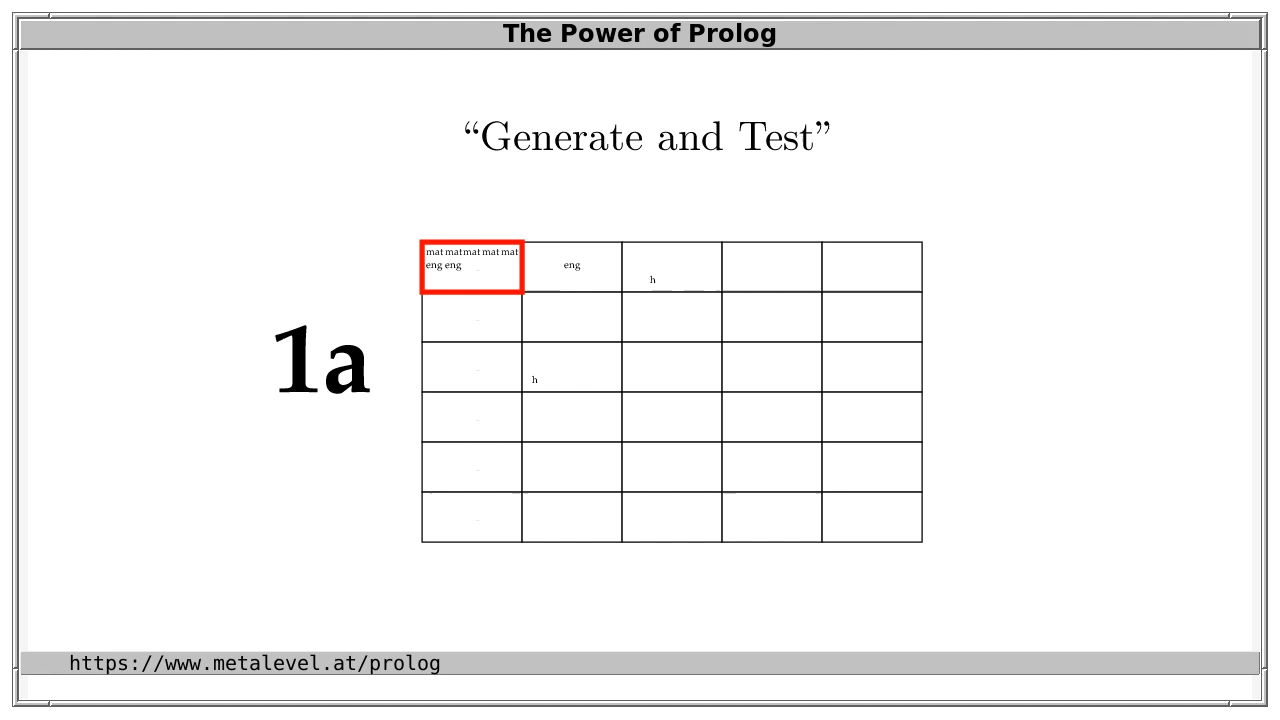 The Power of Prolog
“Generate and Test”
mat mat mat mat mat
eng eng
eng
h
1a
h
https://www.metalevel.at/prolog